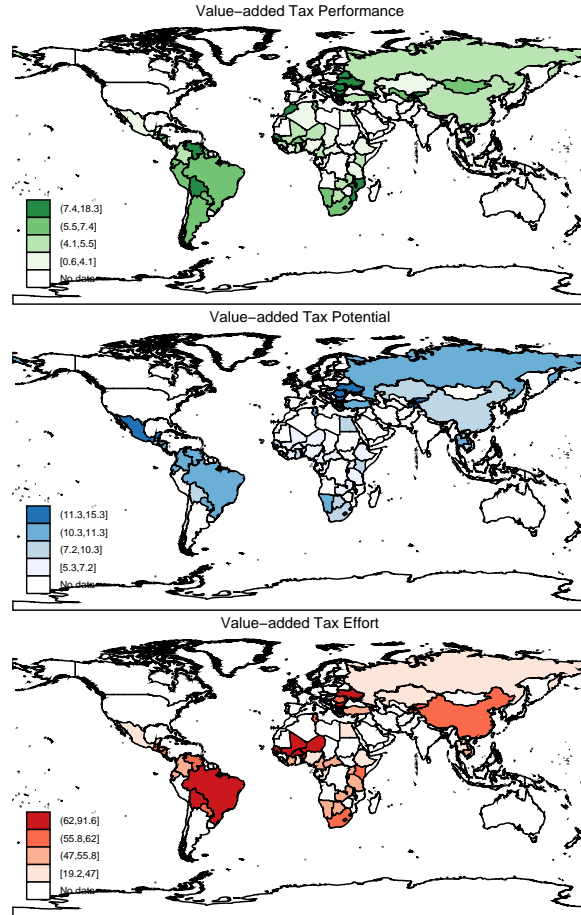 Value−added Tax Performance
(7.4,18.3]
(5.5,7.4]
(4.1,5.5]
[0.6,4.1]
No data
Value−added Tax Potential
(11.3,15.3]
(10.3,11.3]
(7.2,10.3]
[5.3,7.2]
No data
Value−added Tax Effort
(62,91.6]
(55.8,62]
(47,55.8]
[19.2,47]
No data